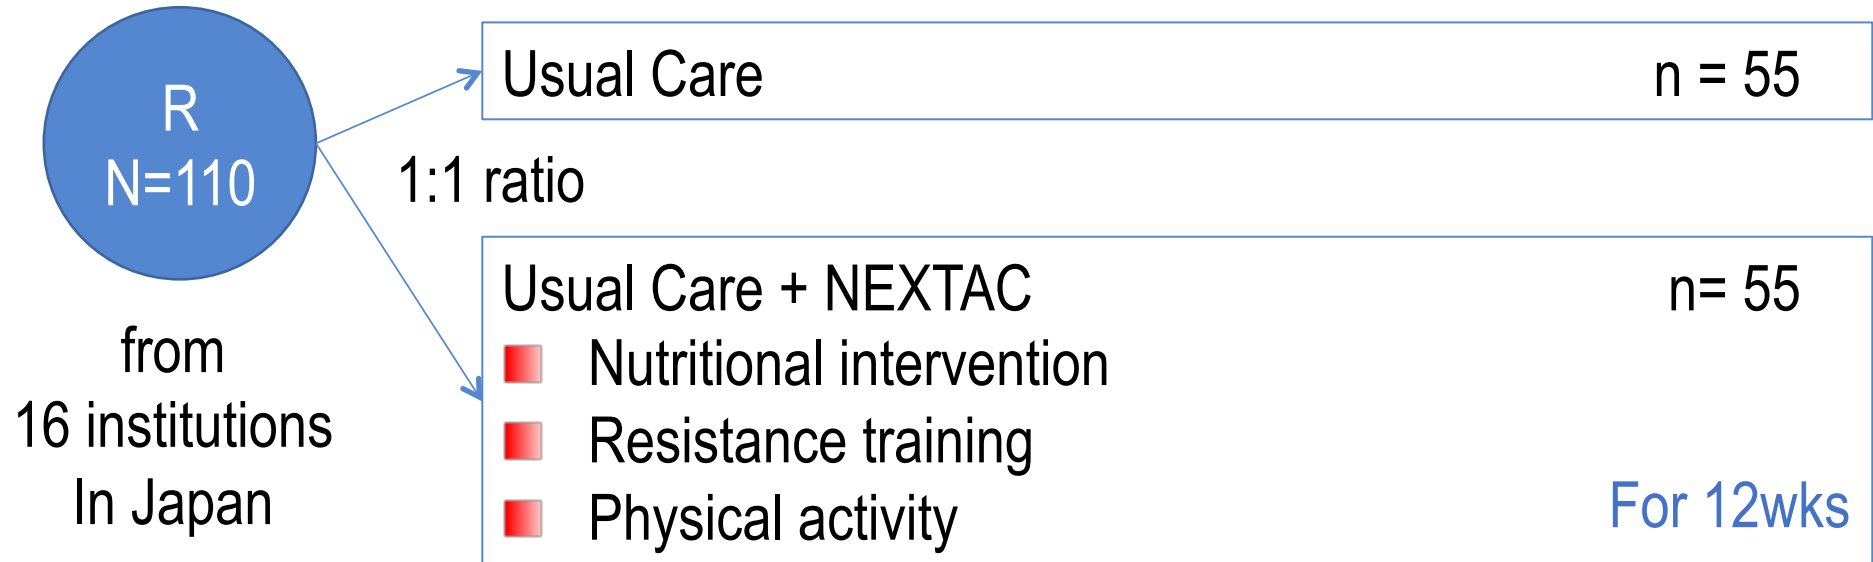 R
N=110
from
16 institutions
In Japan
1:1 ratio
Usual Care n = 55
Usual Care + NEXTAC n= 55
Nutritional intervention
Resistance training
Physical activity
For 12wks